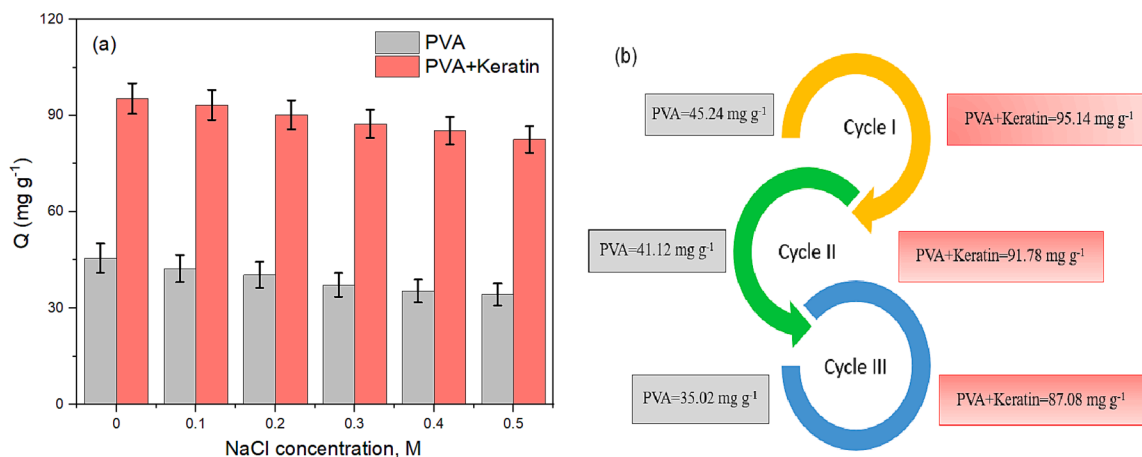 (a)
PVA
PVA+Keratin
120
90
60
30
0
Q (mg g⁻¹)
0 0.1 0.2 0.3 0.4 0.5
NaCl concentration, M
(b)
PVA=45.24 mg g⁻¹
Cycle I
PVA+Keratin=95.14 mg g⁻¹
PVA=41.12 mg g⁻¹
Cycle II
PVA+Keratin=91.78 mg g⁻¹
PVA=35.02 mg g⁻¹
Cycle III
PVA+Keratin=87.08 mg g⁻¹